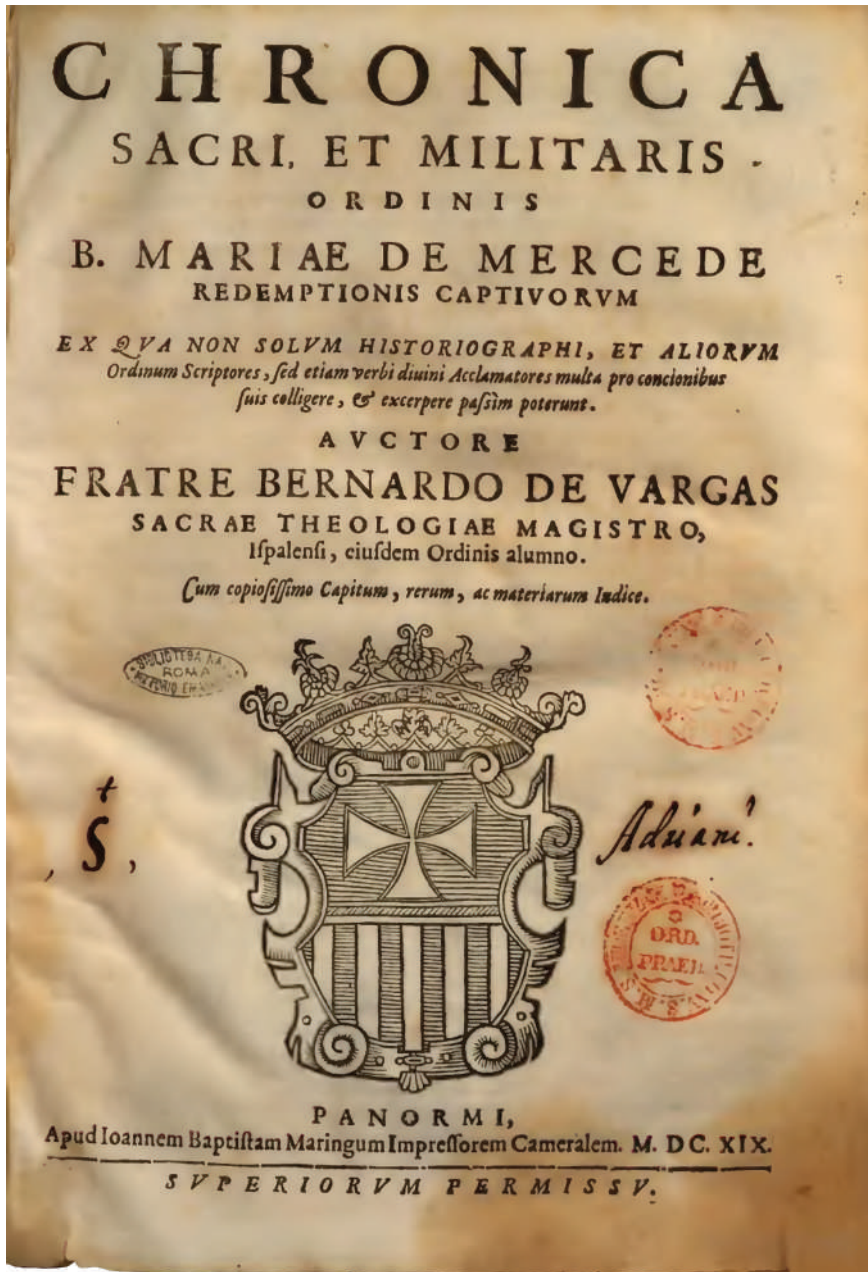 CHRONICA
SACRI, ET MILITARIS
ORDINIS
B. MARIAE DE MERCEDE
REDEMPTIONIS CAPTIVORVM
EX QVA NON SOLVM HISTORIOGRAPHI, ET ALIORVM
Ordinum Scriptores, ſed etiam verbi diuini Acclamatores multa pro concionibus
ſuis colligere, & excerpere paſsìm poterunt.
AVCTORE
FRATRE BERNARDO DE VARGAS
SACRAE THEOLOGIAE MAGISTRO,
Iſpalenſi, eiuſdem Ordinis alumno.
Cum copioſiſſimo Capitum, rerum, ac materiarum Indice.
ROMA
, S,
Adriani.
ORD.
PRAED.
PANORMI,
Apud Ioannem Baptiſtam Maringum Impreſſorem Cameralem. M. DC. XIX.
SVPERIORVM PERMISSV.